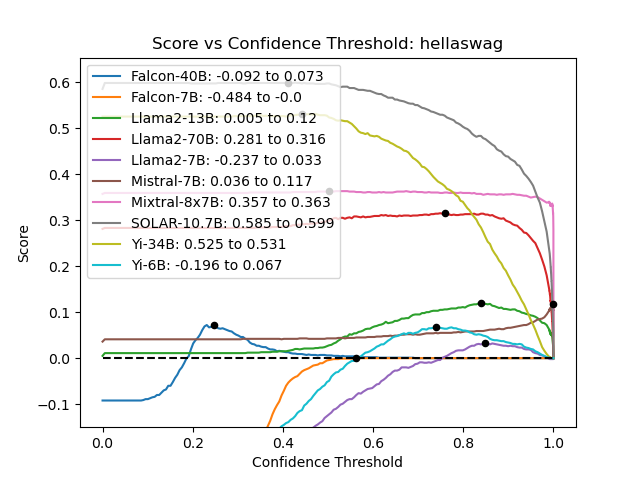 Score vs Confidence Threshold: hellaswag
Score
0.6
0.5
0.4
0.3
0.2
0.1
0.0
−0.1
Falcon-40B: -0.092 to 0.073
Falcon-7B: -0.484 to -0.0
Llama2-13B: 0.005 to 0.12
Llama2-70B: 0.281 to 0.316
Llama2-7B: -0.237 to 0.033
Mistral-7B: 0.036 to 0.117
Mixtral-8x7B: 0.357 to 0.363
SOLAR-10.7B: 0.585 to 0.599
Yi-34B: 0.525 to 0.531
Yi-6B: -0.196 to 0.067
0.0 0.2 0.4 0.6 0.8 1.0
Confidence Threshold